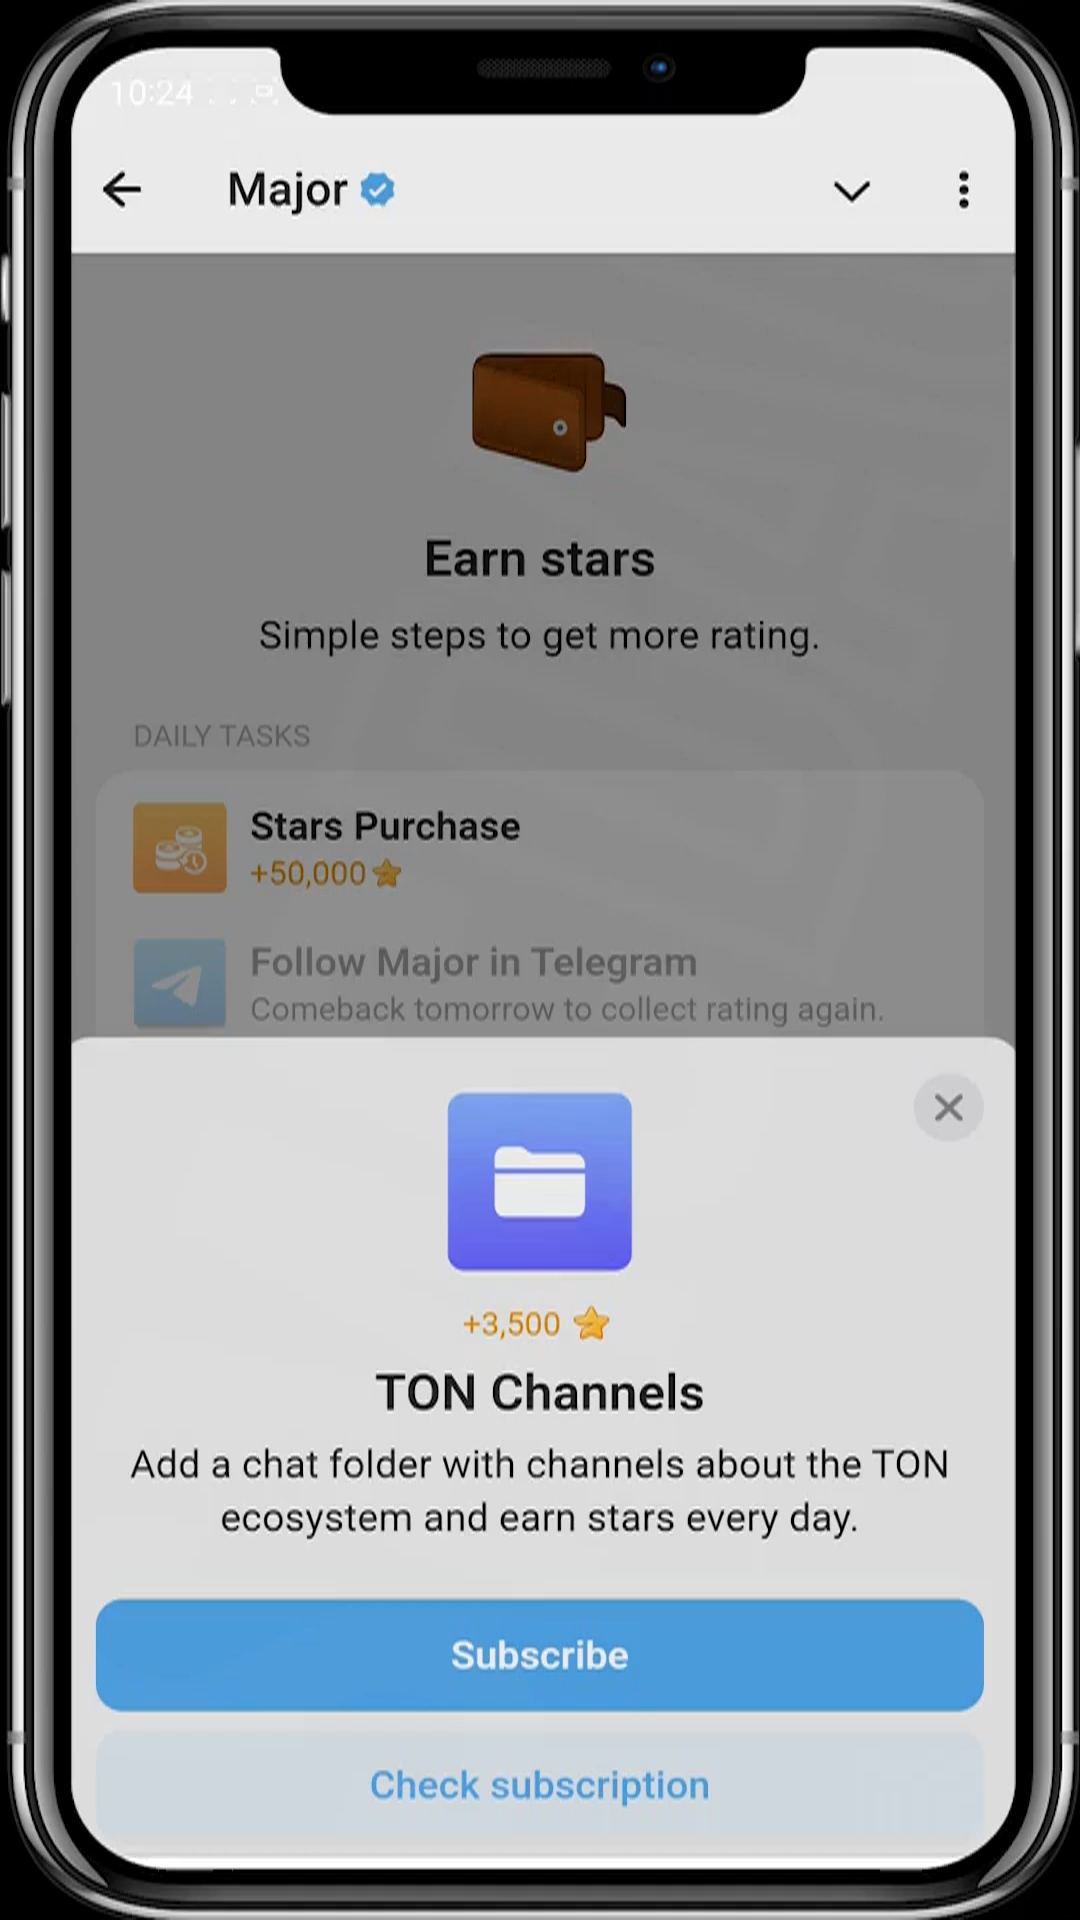 10:24
Major
Earn stars
Simple steps to get more rating.
DAILY TASKS
Stars Purchase
+50,000
Follow Major in Telegram
Comeback tomorrow to collect rating again.
+3,500
TON Channels
Add a chat folder with channels about the TON
ecosystem and earn stars every day.
Subscribe
Check subscription